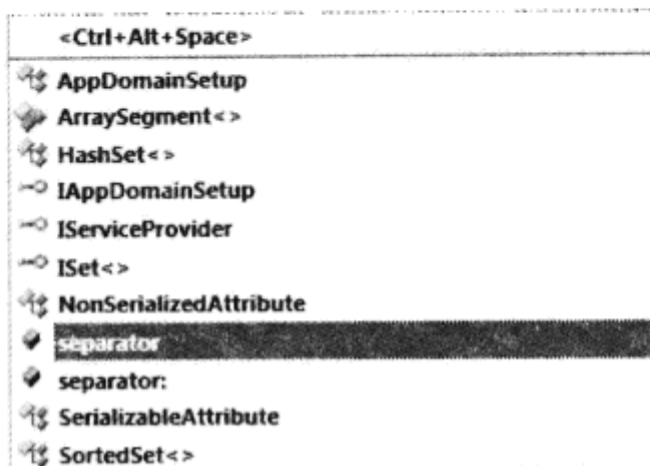 <Ctrl+Alt+Space>
AppDomainSetup
ArraySegment<>
HashSet<>
IAppDomainSetup
IServiceProvider
ISet<>
NonSerializedAttribute
separator
separator:
SerializableAttribute
SortedSet<>